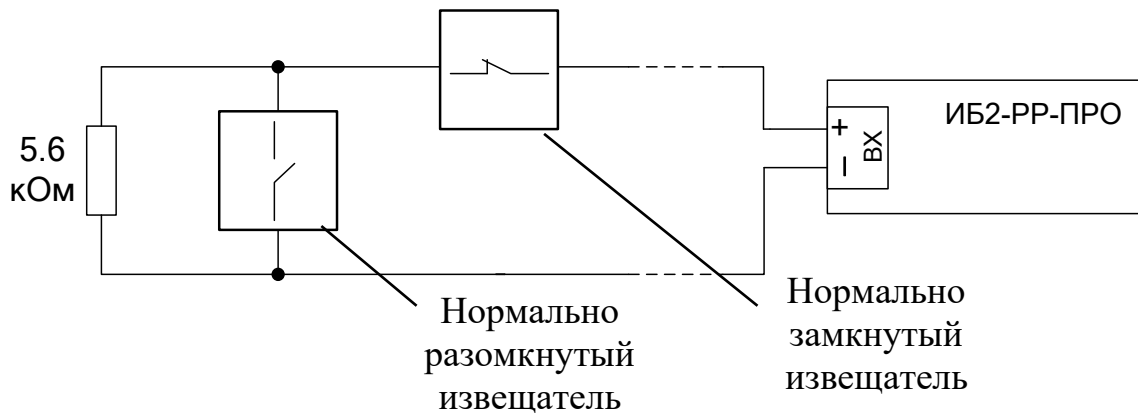 ИБ2-РР-ПРО
+
ВХ
−
5.6
кОм
Нормально
разомкнутый
извещатель
Нормально
замкнутый
извещатель